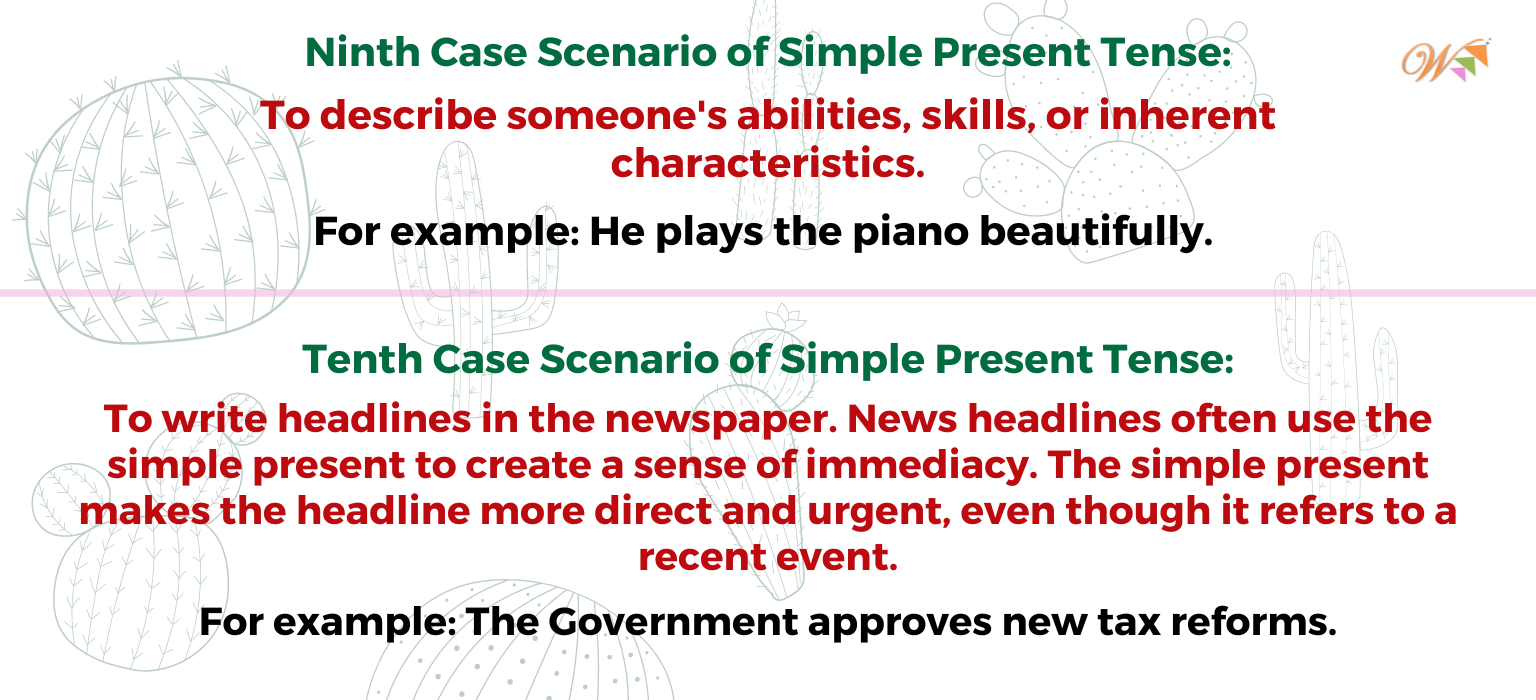 Ninth Case Scenario of Simple Present Tense:
W
To describe someone's abilities, skills, or inherent
characteristics.
For example: He plays the piano beautifully.
Tenth Case Scenario of Simple Present Tense:
To write headlines in the newspaper. News headlines often use the
simple present to create a sense of immediacy. The simple present
makes the headline more direct and urgent, even though it refers to a
recent event.
For example: The Government approves new tax reforms.